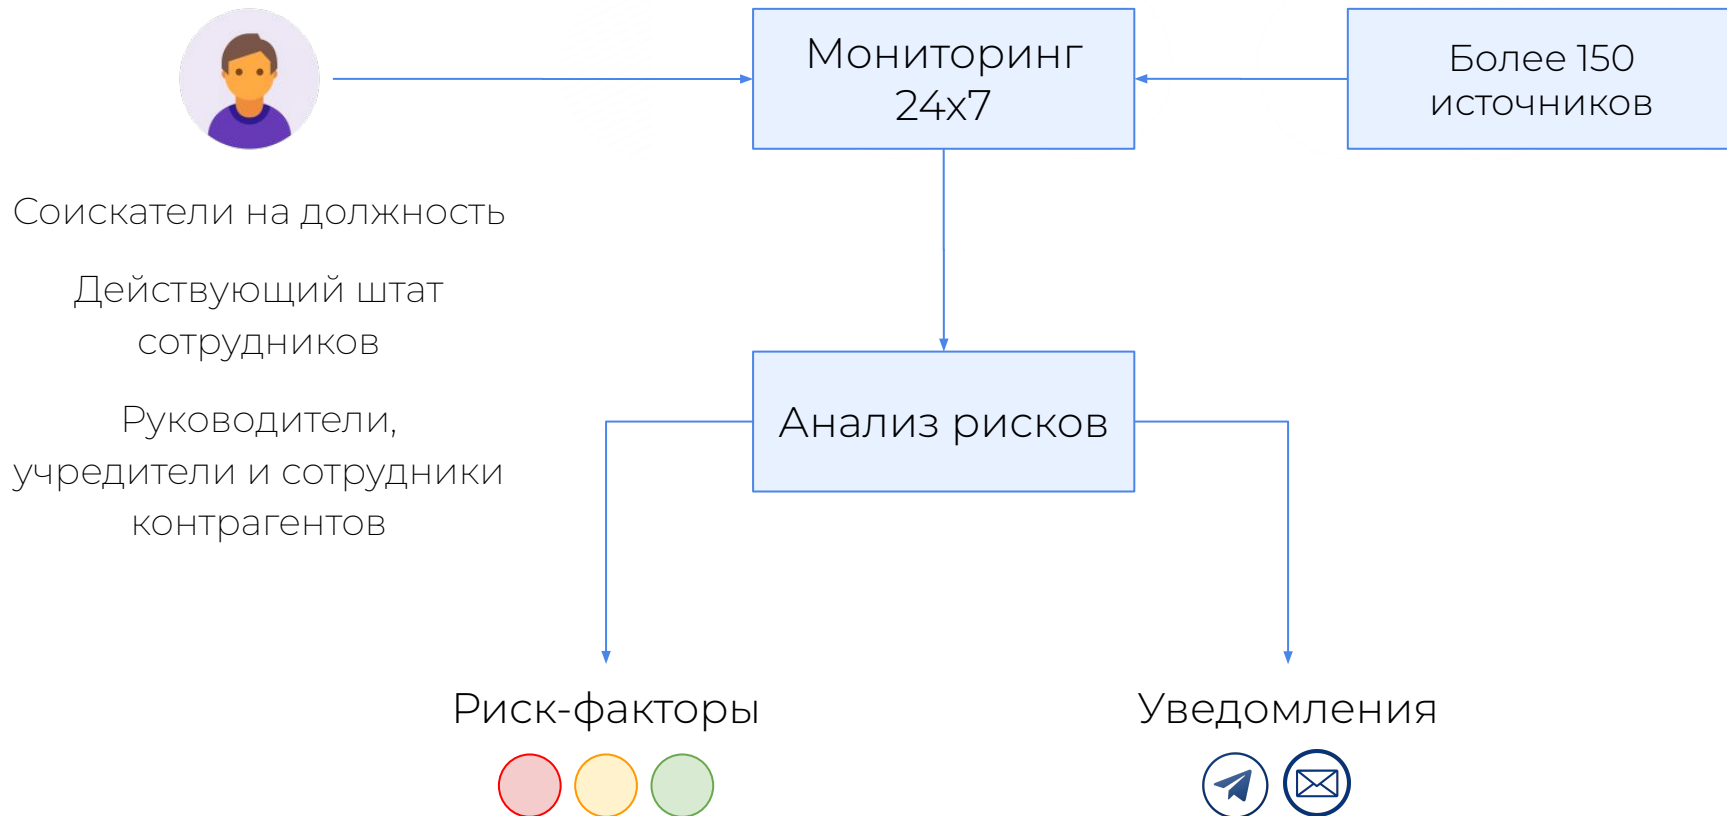 Мониторинг
24x7
Более 150
источников
Соискатели на должность
Действующий штат
сотрудников
Руководители,
учредители и сотрудники
контрагентов
Анализ рисков
Риск-факторы
Уведомления